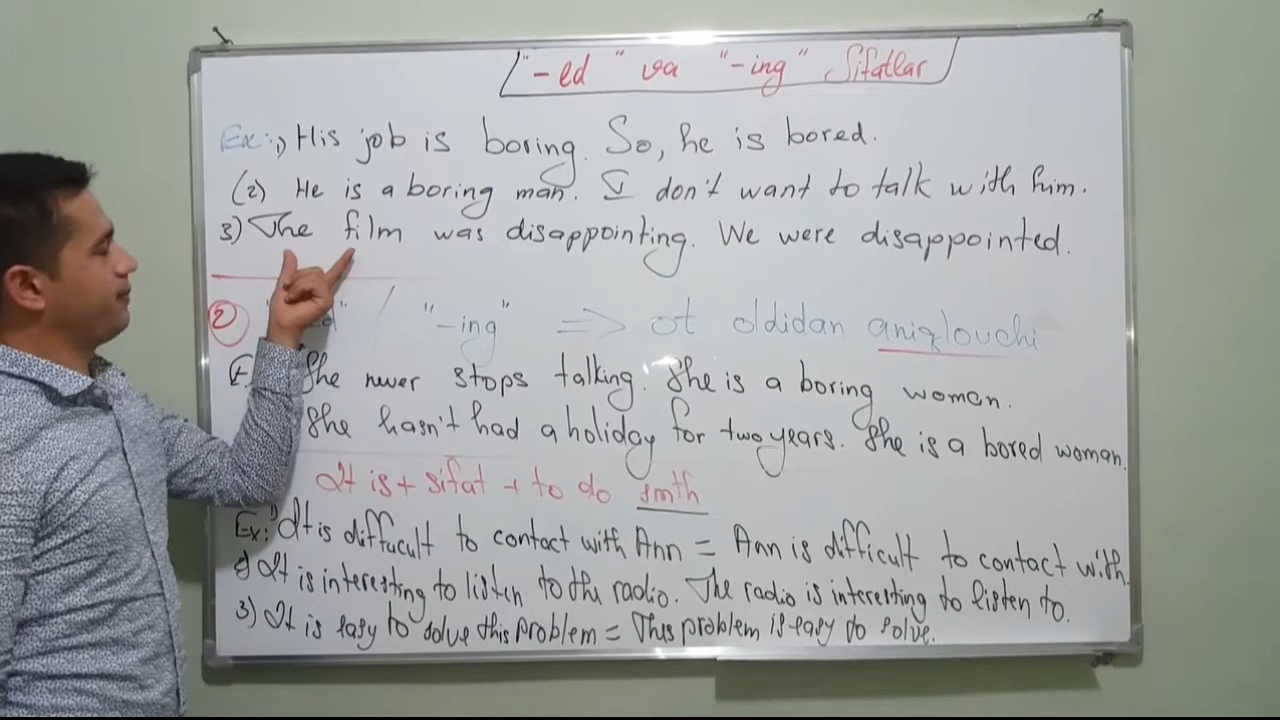 "-ed" va "-ing" Sifatlar
Ex: 1) His job is boring. So, he is bored.
(2) He is a boring man. I don't want to talk with him.
3) The film was disappointing. We were disappointed.
2 "-ed" / "-ing" => ot oldidan aniqlovchi
She never stops talking. She is a boring woman.
She hasn't had a holiday for two years. She is a bored woman.
It is + sifat + to do smth
Ex: 1) It is difficult to contact with Ann = Ann is difficult to contact with.
2) It is interesting to listen to the radio. The radio is interesting to listen to.
3) It is easy to solve this problem = This problem is easy to solve.